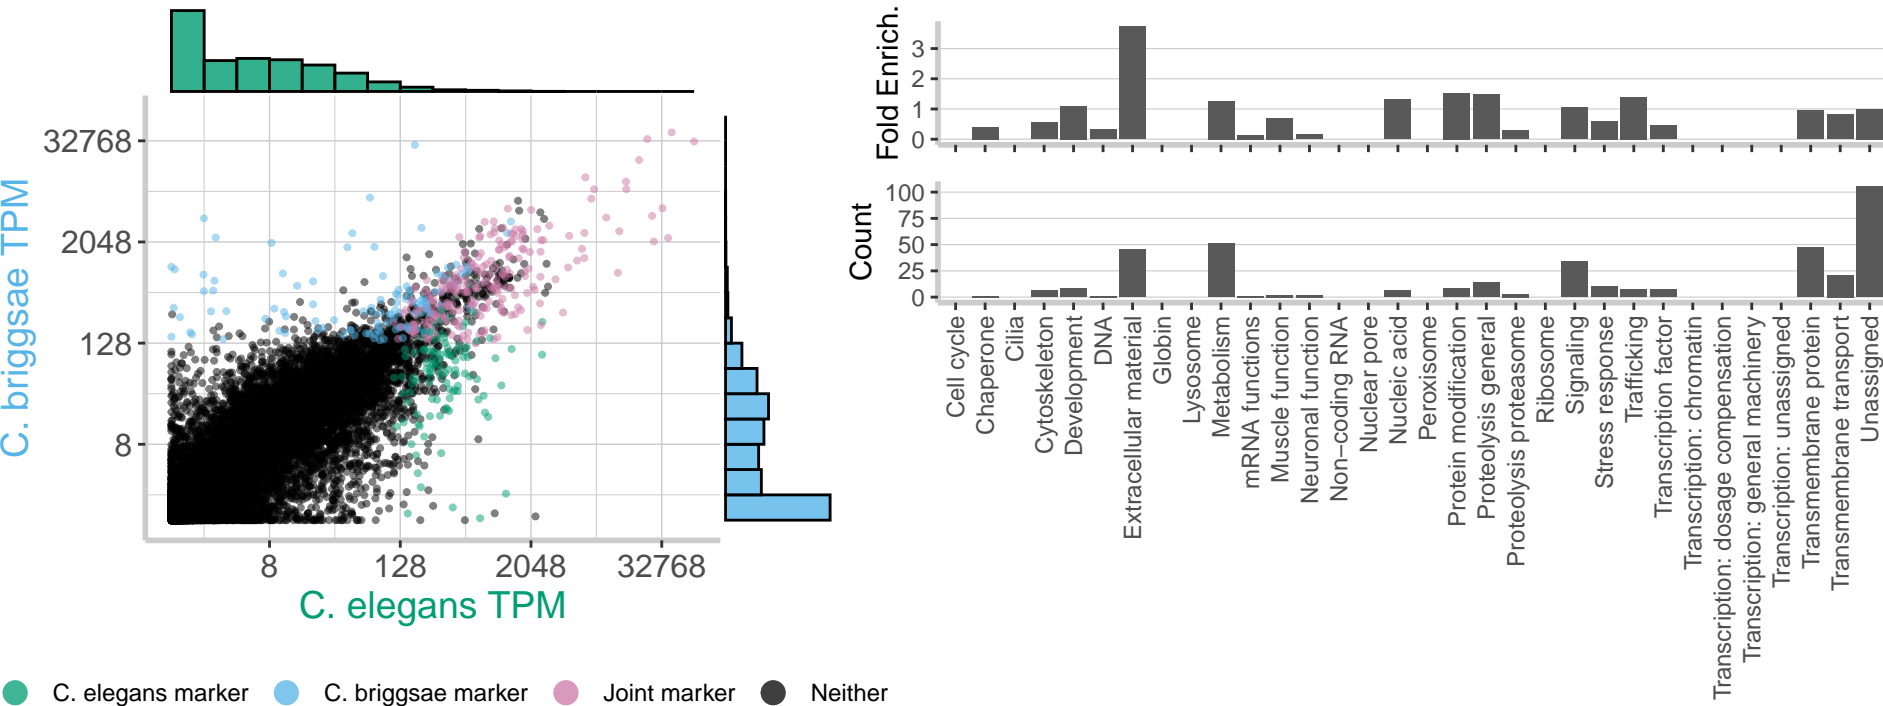 32768
2048
128
8
C. briggsae TPM
8
128
2048
32768
C. elegans TPM
C. elegans marker
C. briggsae marker
Joint marker
Neither
Fold Enrich.
3
2
1
0
Count
100
75
50
25
0
Cell cycle
Chaperone
Cilia
Cytoskeleton
Development
DNA
Extracellular material
Globin
Lysosome
Metabolism
mRNA functions
Muscle function
Neuronal function
Non−coding RNA
Nuclear pore
Nucleic acid
Peroxisome
Protein modification
Proteolysis general
Proteolysis proteasome
Ribosome
Signaling
Stress response
Trafficking
Transcription factor
Transcription: chromatin
Transcription: dosage compensation
Transcription: general machinery
Transcription: unassigned
Transmembrane protein
Transmembrane transport
Unassigned